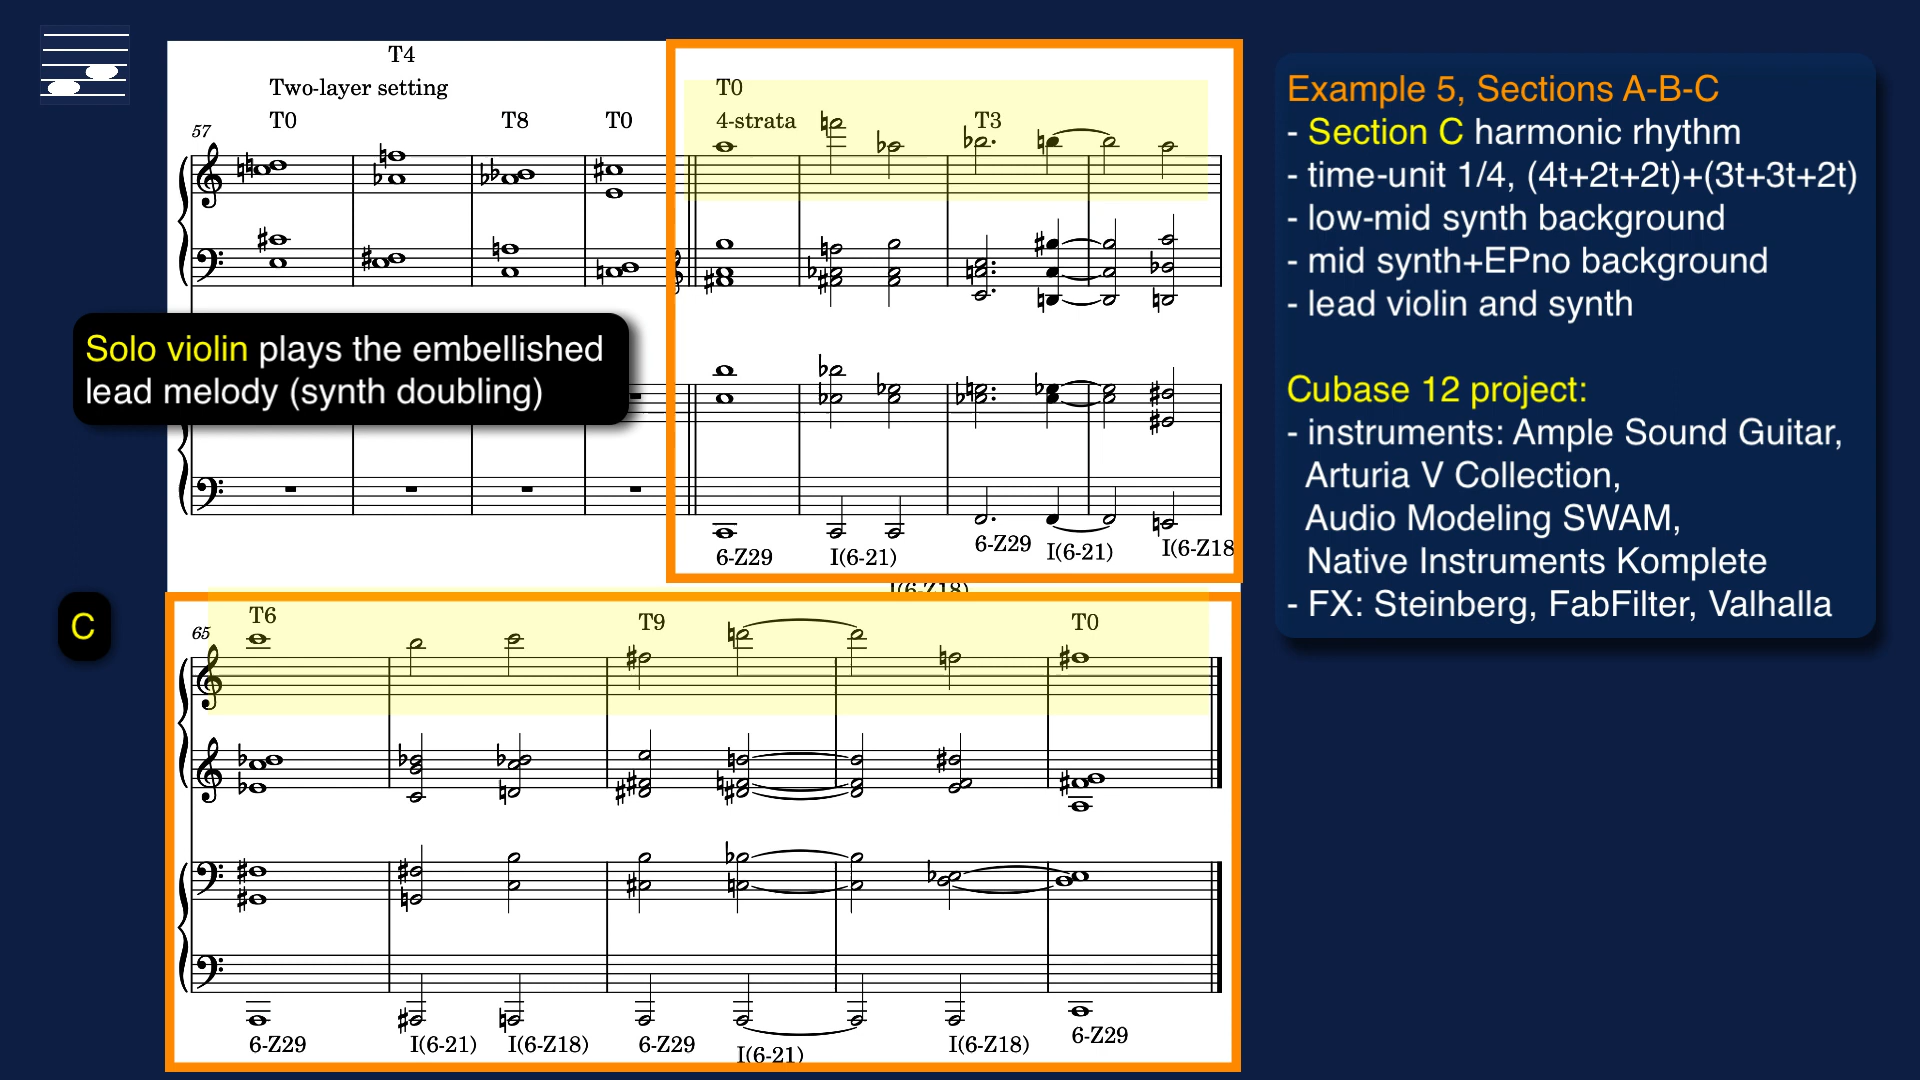 T4
Two-layer setting
T0 T8 T0
57
T0
4-strata T3
Solo violin plays the embellished
lead melody (synth doubling)
6-Z29 I(6-21) 6-Z29 I(6-21) I(6-Z18
I(6-Z18)
C
65
T6 T9 T0
6-Z29 I(6-21) I(6-Z18) 6-Z29 I(6-21) I(6-Z18) 6-Z29
Example 5, Sections A-B-C
- Section C harmonic rhythm
- time-unit 1/4, (4t+2t+2t)+(3t+3t+2t)
- low-mid synth background
- mid synth+EPno background
- lead violin and synth
Cubase 12 project:
- instruments: Ample Sound Guitar,
Arturia V Collection,
Audio Modeling SWAM,
Native Instruments Komplete
- FX: Steinberg, FabFilter, Valhalla